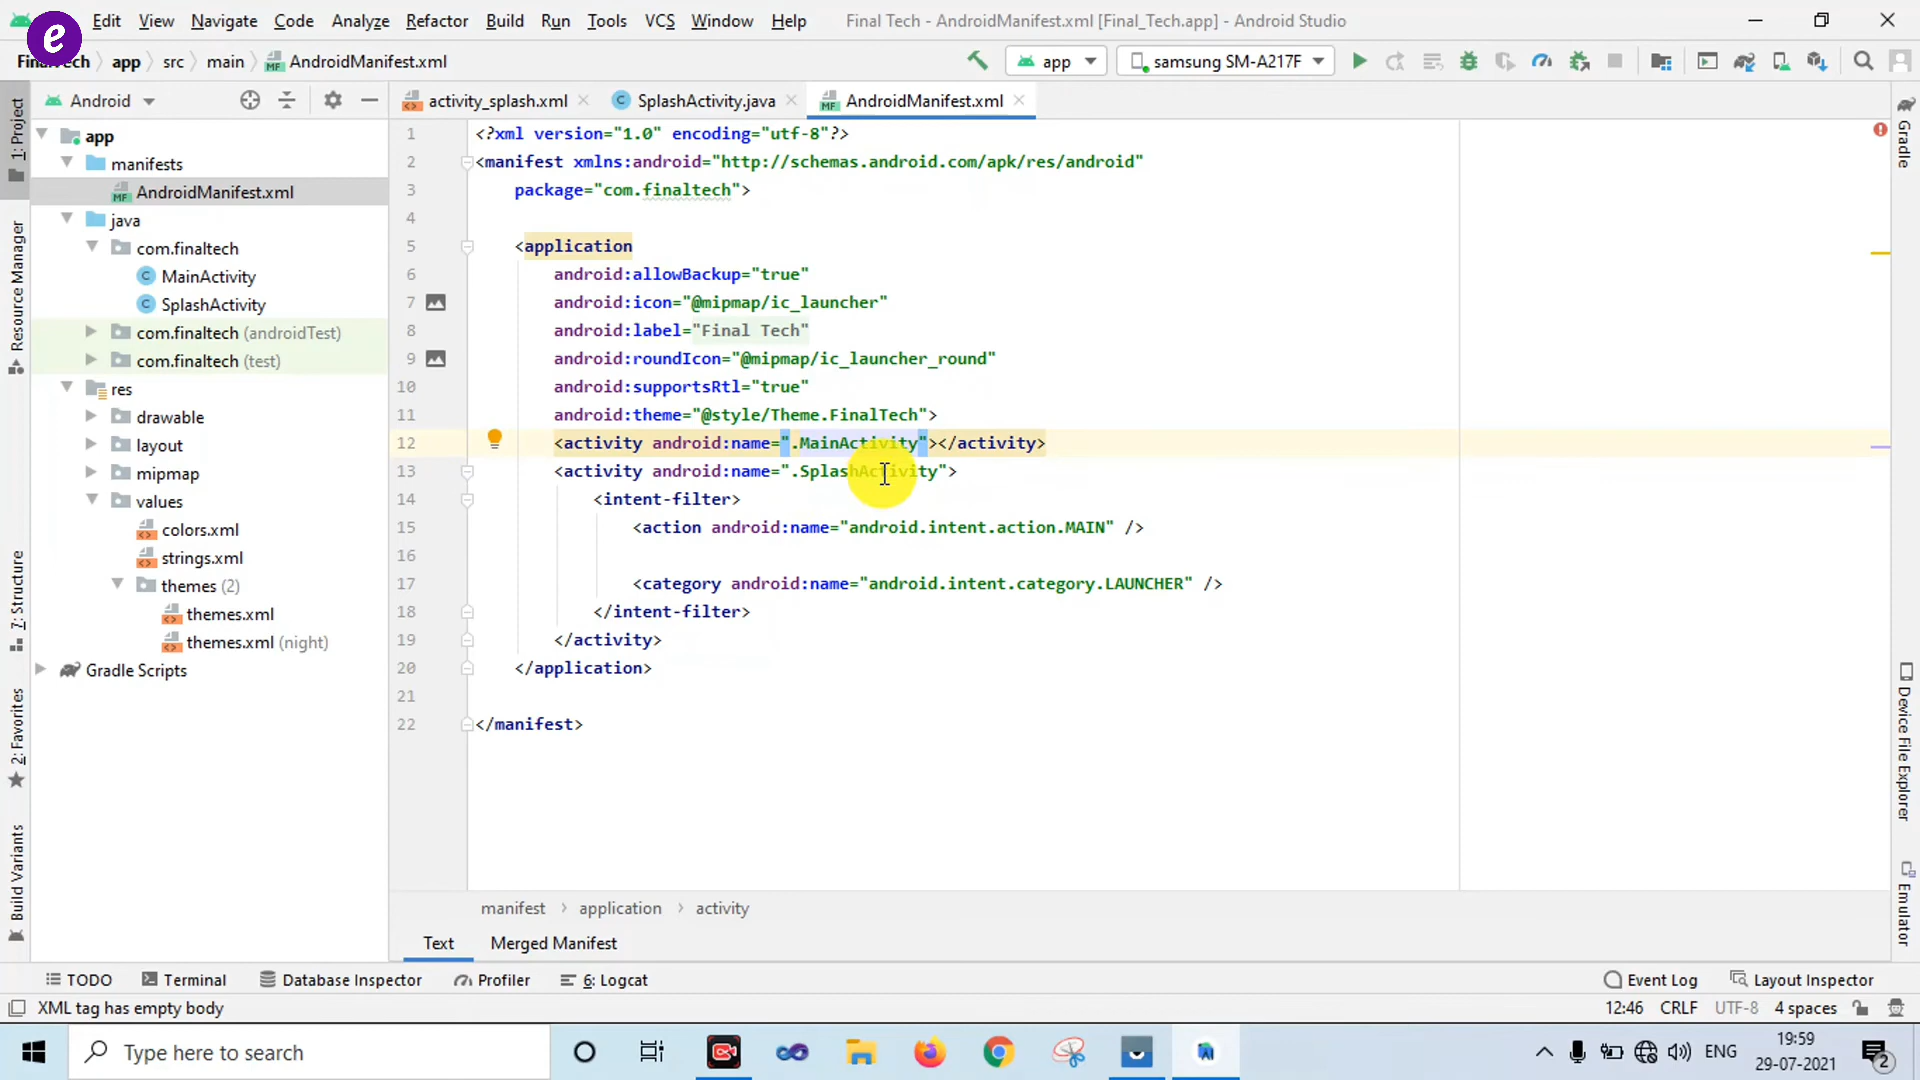 e
Edit View Navigate Code Analyze Refactor Build Run Tools VCS Window Help Final Tech - AndroidManifest.xml [Final_Tech.app] - Android Studio
app src main AndroidManifest.xml
app samsung SM-A217F
Android
activity_splash.xml SplashActivity.java AndroidManifest.xml
1: Project
Resource Manager
7: Structure
2: Favorites
Build Variants
app
manifests
AndroidManifest.xml
java
com.finaltech
MainActivity
SplashActivity
com.finaltech (androidTest)
com.finaltech (test)
res
drawable
layout
mipmap
values
colors.xml
strings.xml
themes (2)
themes.xml
themes.xml (night)
Gradle Scripts
1 <?xml version="1.0" encoding="utf-8"?>
2 <manifest xmlns:android="http://schemas.android.com/apk/res/android"
3 package="com.finaltech">
4
5 <application
6 android:allowBackup="true"
7 android:icon="@mipmap/ic_launcher"
8 android:label="Final Tech"
9 android:roundIcon="@mipmap/ic_launcher_round"
10 android:supportsRtl="true"
11 android:theme="@style/Theme.FinalTech">
12 <activity android:name=".MainActivity"></activity>
13 <activity android:name=".SplashActivity">
14 <intent-filter>
15 <action android:name="android.intent.action.MAIN" />
16
17 <category android:name="android.intent.category.LAUNCHER" />
18 </intent-filter>
19 </activity>
20 </application>
21
22 </manifest>
Gradle
Device File Explorer
Emulator
manifest application activity
Text Merged Manifest
TODO Terminal Database Inspector Profiler 6: Logcat Event Log Layout Inspector
XML tag has empty body 12:46 CRLF UTF-8 4 spaces
Type here to search ENG 19:59
29-07-2021 2